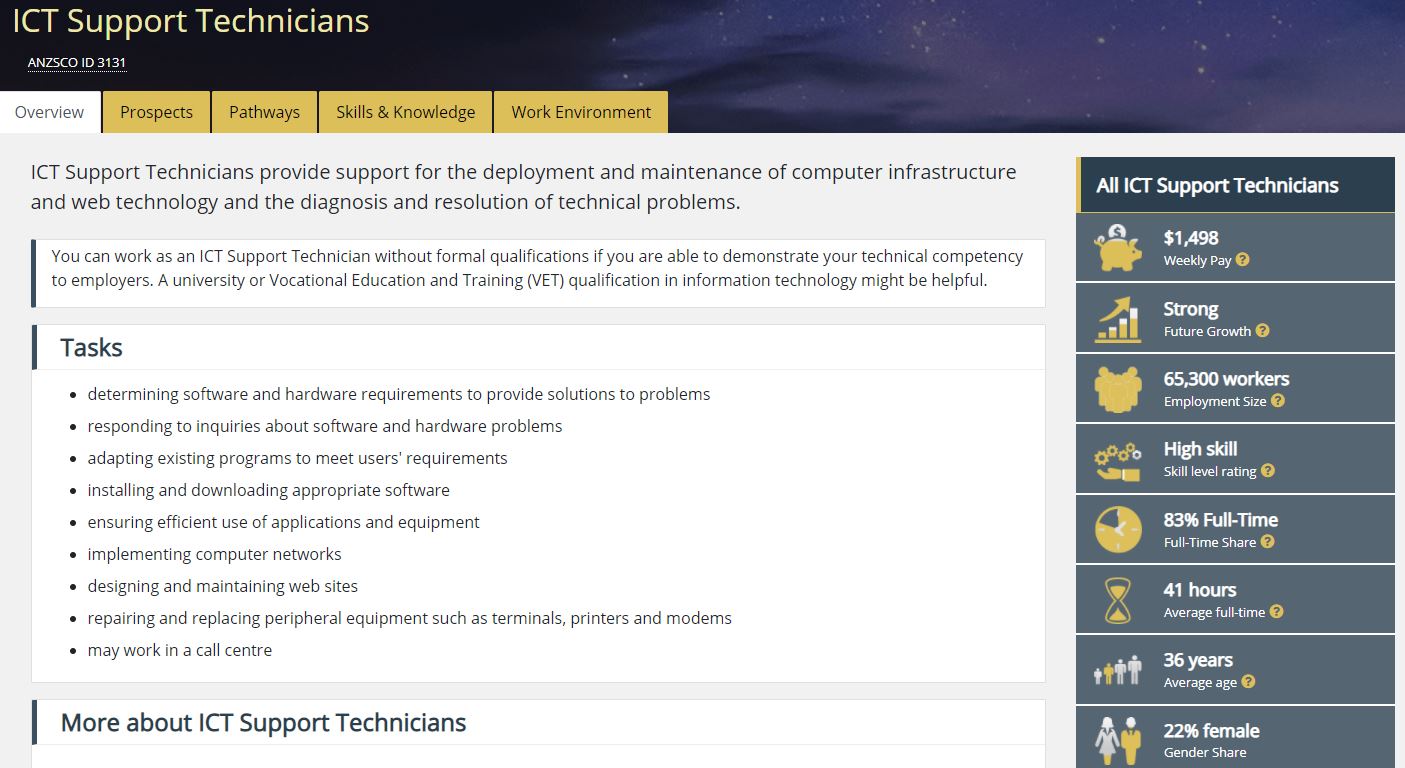 ICT Support Technicians
ANZSCO ID 3131
Overview
Prospects
Pathways
Skills & Knowledge
Work Environment
ICT Support Technicians provide support for the deployment and maintenance of computer infrastructure
and web technology and the diagnosis and resolution of technical problems.
You can work as an ICT Support Technician without formal qualifications if you are able to demonstrate your technical competency
to employers. A university or Vocational Education and Training (VET) qualification in information technology might be helpful.
Tasks
• determining software and hardware requirements to provide solutions to problems
• responding to inquiries about software and hardware problems
• adapting existing programs to meet users' requirements
• installing and downloading appropriate software
• ensuring efficient use of applications and equipment
• implementing computer networks
• designing and maintaining web sites
• repairing and replacing peripheral equipment such as terminals, printers and modems
• may work in a call centre
More about ICT Support Technicians
All ICT Support Technicians
$1,498
Weekly Pay ?
Strong
Future Growth ?
65,300 workers
Employment Size ?
High skill
Skill level rating ?
83% Full-Time
Full-Time Share ?
41 hours
Average full-time ?
36 years
Average age ?
22% female
Gender Share